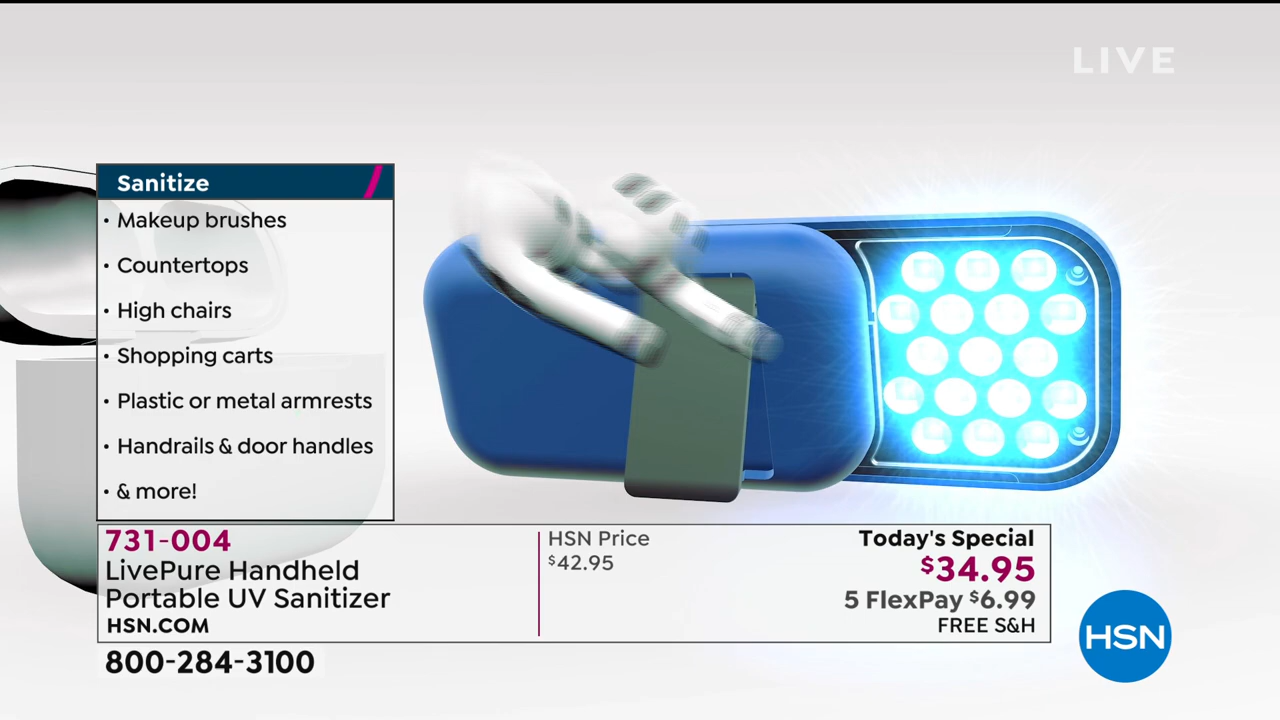 LIVE
Sanitize
· Makeup brushes
· Countertops
· High chairs
· Shopping carts
· Plastic or metal armrests
· Handrails & door handles
· & more!
731-004
LivePure Handheld
Portable UV Sanitizer
HSN.COM
HSN Price
$42.95
Today's Special
$34.95
5 FlexPay $6.99
FREE S&H
800-284-3100
HSN